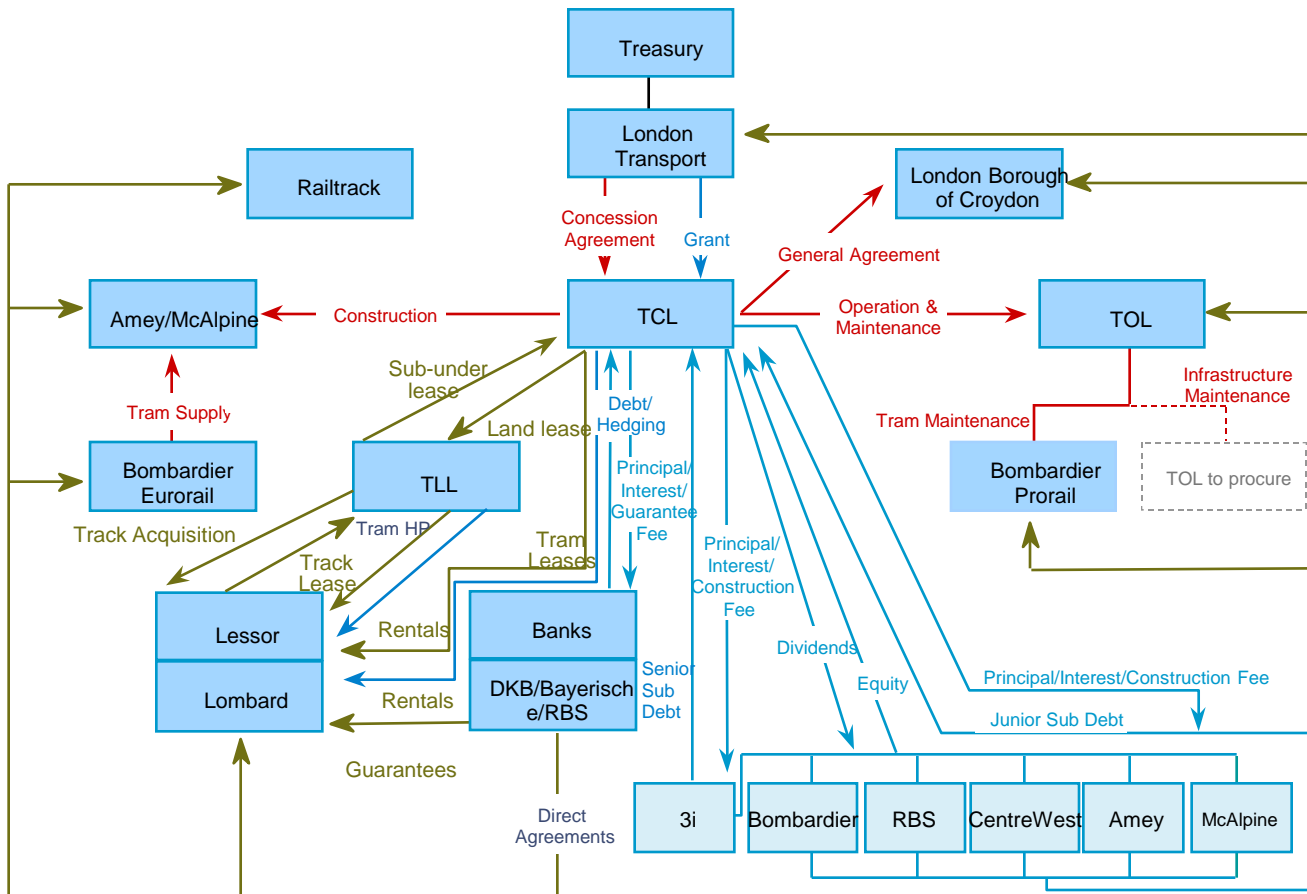 Treasury
London
Transport
Railtrack
London Borough
of Croydon
Concession
Agreement
Grant
General Agreement
Amey/McAlpine
Construction
TCL
Operation &
Maintenance
TOL
Sub-under
lease
Infrastructure
Maintenance
Tram Supply
Debt/
Hedging
Tram Maintenance
Land lease
Bombardier
Eurorail
TLL
Principal/
Interest/
Guarantee
Fee
Bombardier
Prorail
TOL to procure
Track Acquisition
Tram HP
Tram
Leases
Principal/
Interest/
Construction
Fee
Track
Lease
Lessor
Rentals
Banks
Dividends
Lombard
Rentals
DKB/Bayerisch
e/RBS
Senior
Sub
Debt
Equity
Principal/Interest/Construction Fee
Junior Sub Debt
Guarantees
Direct
Agreements
3i
Bombardier
RBS
CentreWest
Amey
McAlpine